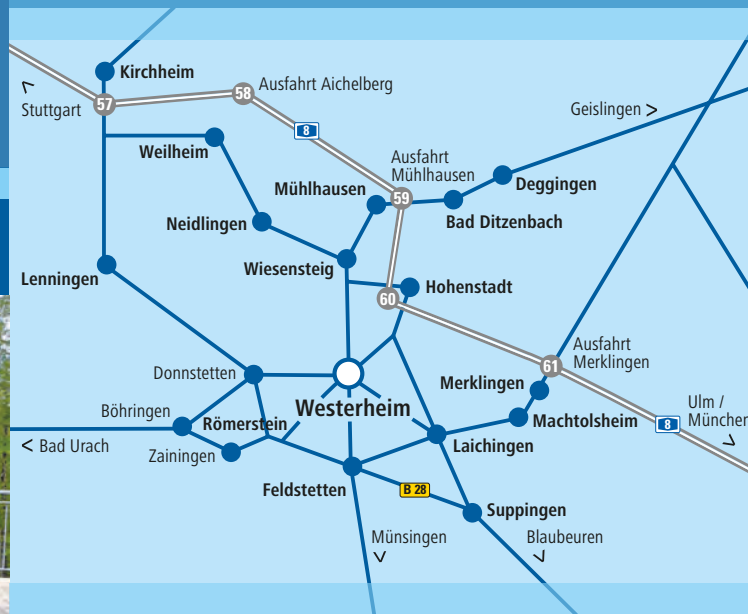 Kirchheim
Stuttgart
57
58
Ausfahrt Aichelberg
8
Geislingen >
Weilheim
Ausfahrt
Mühlhausen
Mühlhausen
59
Deggingen
Bad Ditzenbach
Neidlingen
Wiesensteig
Lenningen
Hohenstadt
60
Ausfahrt
Merklingen
61
Donnstetten
Merklingen
Westerheim
Böhringen
Römerstein
Machtolsheim
Ulm /
München
8
< Bad Urach
Zainingen
Laichingen
Feldstetten
B 28
Suppingen
Münsingen
Blaubeuren